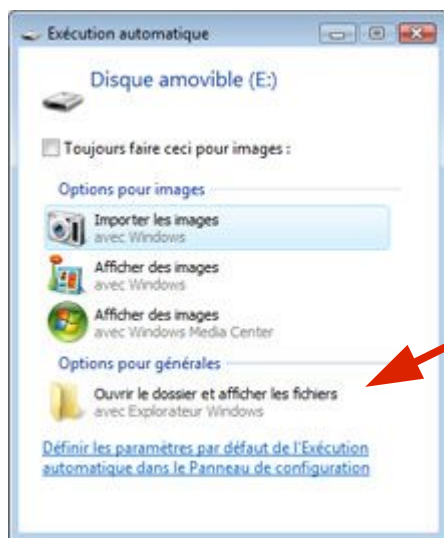 Exécution automatique
Disque amovible (E:)
Toujours faire ceci pour images :
Options pour images
Importer les images
avec Windows
Afficher des images
avec Windows
Afficher des images
avec Windows Media Center
Options pour générales
Ouvrir le dossier et afficher les fichiers
avec Explorateur Windows
Définir les paramètres par défaut de l'Exécution
automatique dans le Panneau de configuration